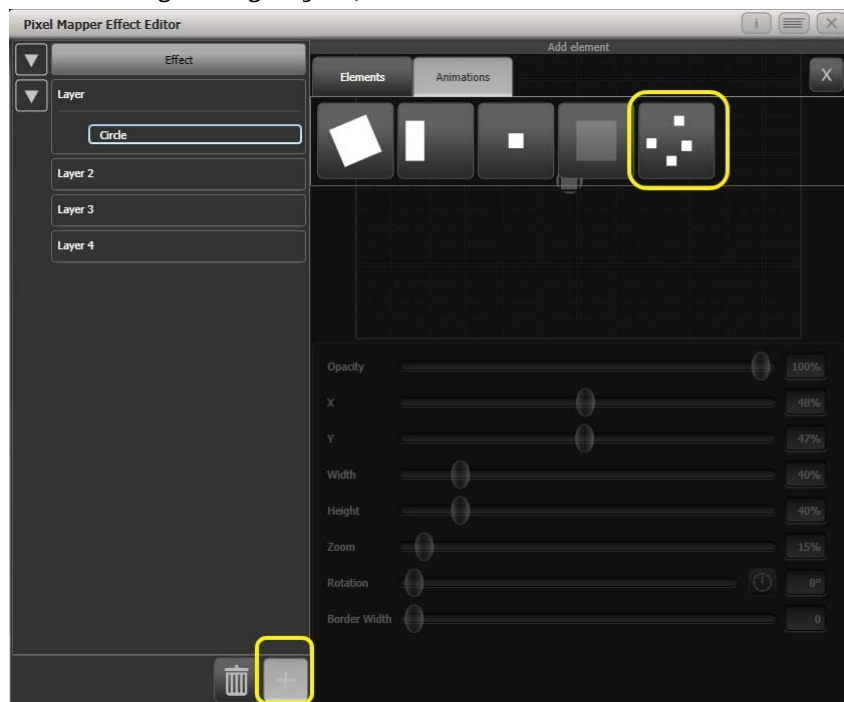 Pixel Mapper Effect Editor
i
X
Add element
Effect
Elements
Animations
X
Layer
Circle
Layer 2
Layer 3
Layer 4
Opacity 100%
X 48%
Y 47%
Width 40%
Height 40%
Zoom 15%
Rotation 0°
Border Width 0
+